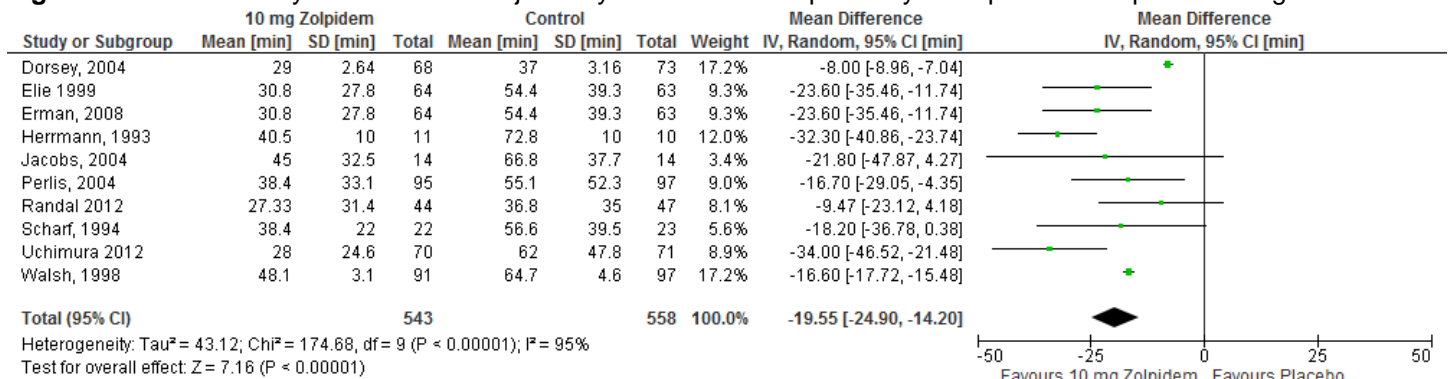 10 mg Zolpidem Control Mean Difference Mean Difference
Study or Subgroup Mean [min] SD [min] Total Mean [min] SD [min] Total Weight IV, Random, 95% CI [min] IV, Random, 95% CI [min]
Dorsey, 2004 29 2.64 68 37 3.16 73 17.2% -8.00 [-8.96, -7.04]
Elie 1999 30.8 27.8 64 54.4 39.3 63 9.3% -23.60 [-35.46, -11.74]
Erman, 2008 30.8 27.8 64 54.4 39.3 63 9.3% -23.60 [-35.46, -11.74]
Herrmann, 1993 40.5 10 11 72.8 10 10 12.0% -32.30 [-40.86, -23.74]
Jacobs, 2004 45 32.5 14 66.8 37.7 14 3.4% -21.80 [-47.87, 4.27]
Perlis, 2004 38.4 33.1 95 55.1 52.3 97 9.0% -16.70 [-29.05, -4.35]
Randal 2012 27.33 31.4 44 36.8 35 47 8.1% -9.47 [-23.12, 4.18]
Scharf, 1994 38.4 22 22 56.6 39.5 23 5.6% -18.20 [-36.78, 0.38]
Uchimura 2012 28 24.6 70 62 47.8 71 8.9% -34.00 [-46.52, -21.48]
Walsh, 1998 48.1 3.1 91 64.7 4.6 97 17.2% -16.60 [-17.72, -15.48]
Total (95% CI) 543 558 100.0% -19.55 [-24.90, -14.20]
Heterogeneity: Tau² = 43.12; Chi² = 174.68, df = 9 (P < 0.00001); I² = 95%
Test for overall effect: Z = 7.16 (P < 0.00001)
-50 -25 0 25 50
Favours 10 mg Zolpidem Favours Placebo